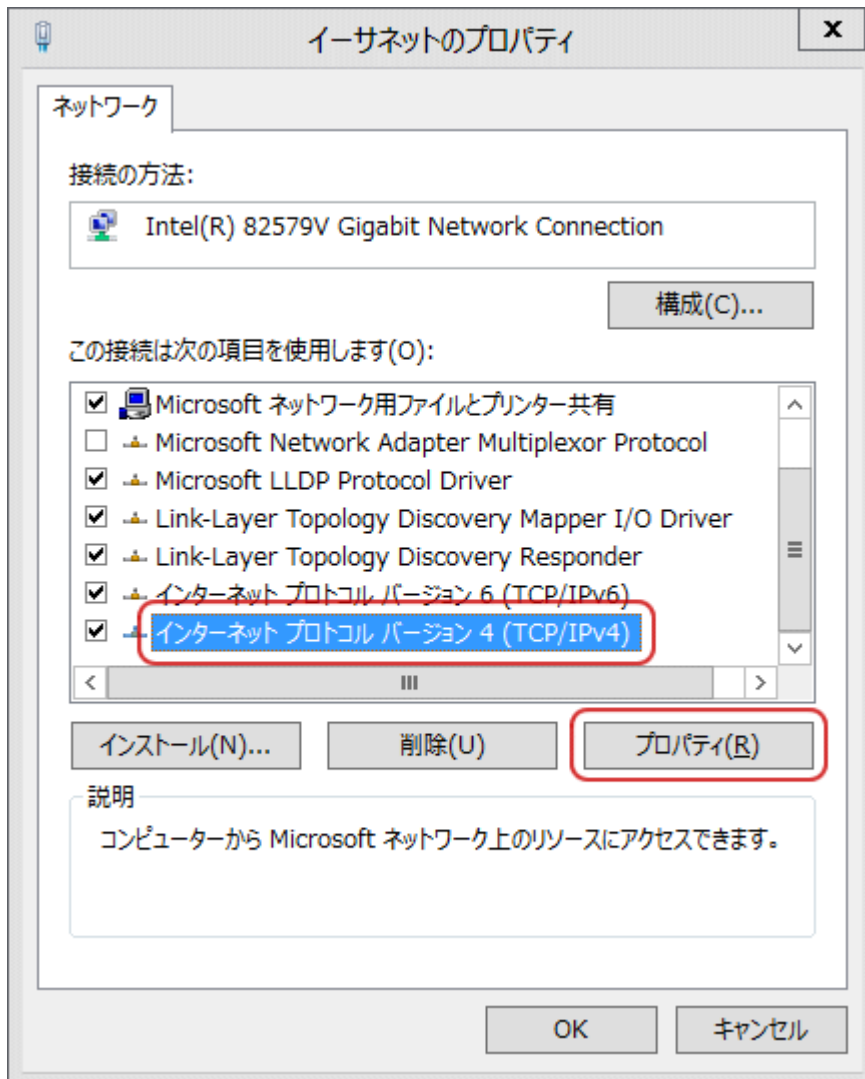 イーサネットのプロパティ
x
ネットワーク
接続の方法:
Intel(R) 82579V Gigabit Network Connection
構成(C)...
この接続は次の項目を使用します(O):
Microsoft ネットワーク用ファイルとプリンター共有
Microsoft Network Adapter Multiplexor Protocol
Microsoft LLDP Protocol Driver
Link-Layer Topology Discovery Mapper I/O Driver
Link-Layer Topology Discovery Responder
インターネット プロトコル バージョン 6 (TCP/IPv6)
インターネット プロトコル バージョン 4 (TCP/IPv4)
インストール(N)... 削除(U) プロパティ(R)
説明
コンピューターから Microsoft ネットワーク上のリソースにアクセスできます。
OK キャンセル